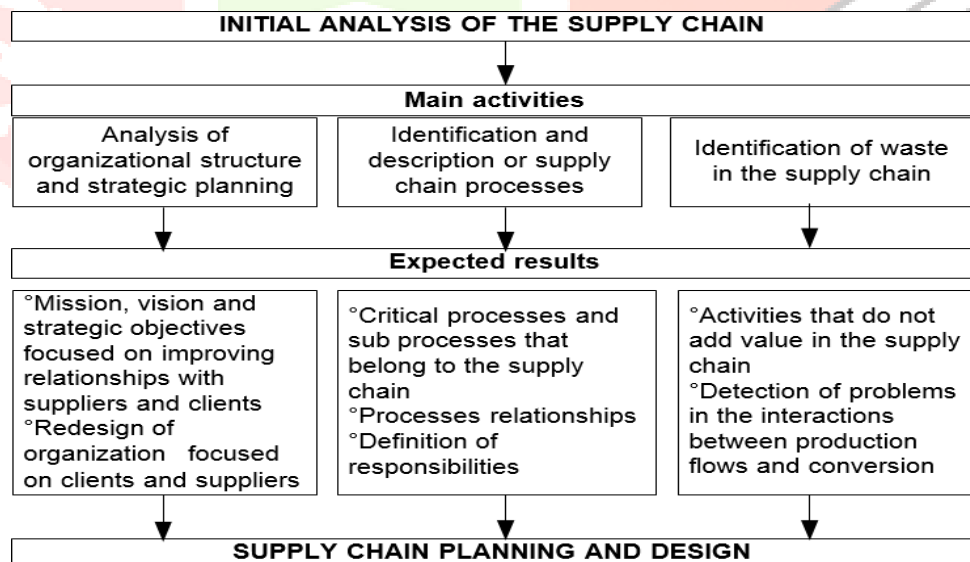 INITIAL ANALYSIS OF THE SUPPLY CHAIN
Main activities
Analysis of
organizational structure
and strategic planning
Identification and
description or supply
chain processes
Identification of waste
in the supply chain
Expected results
°Mission, vision and
strategic objectives
focused on improving
relationships with
suppliers and clients
°Redesign of
organization focused
on clients and suppliers
°Critical processes and
sub processes that
belong to the supply
chain
°Processes relationships
°Definition of
responsibilities
°Activities that do not
add value in the supply
chain
°Detection of problems
in the interactions
between production
flows and conversion
SUPPLY CHAIN PLANNING AND DESIGN